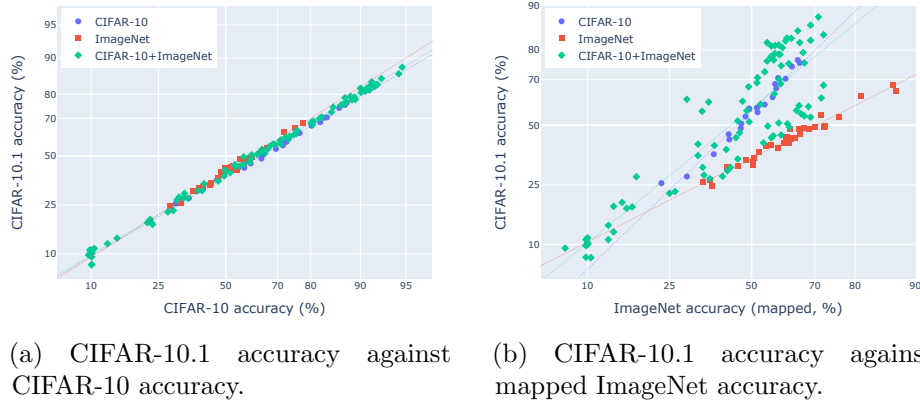 CIFAR-10
ImageNet
CIFAR-10+ImageNet
95
90
80
70
50
25
10
CIFAR-10.1 accuracy (%)
10
25
50
75
80
90
95
CIFAR-10 accuracy (%)
CIFAR-10
ImageNet
CIFAR-10+ImageNet
90
80
70
50
25
10
CIFAR-10.1 accuracy (%)
10
50
60
70
80
90
ImageNet accuracy (mapped, %)
(a) CIFAR-10.1 accuracy against
CIFAR-10 accuracy.
(b) CIFAR-10.1 accuracy agains
mapped ImageNet accuracy.